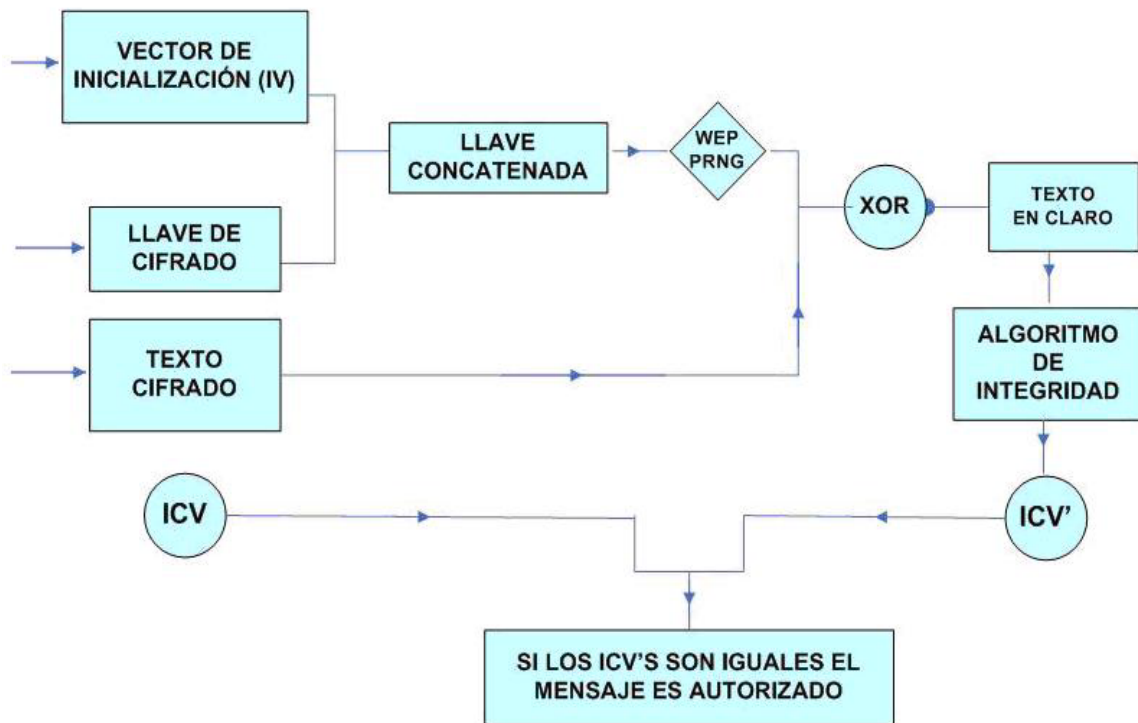 VECTOR DE
INICIALIZACIÓN (IV)
LLAVE
CONCATENADA
WEP
PRNG
XOR
TEXTO
EN CLARO
LLAVE DE
CIFRADO
TEXTO
CIFRADO
ALGORITMO
DE
INTEGRIDAD
ICV
ICV'
SI LOS ICV'S SON IGUALES EL
MENSAJE ES AUTORIZADO